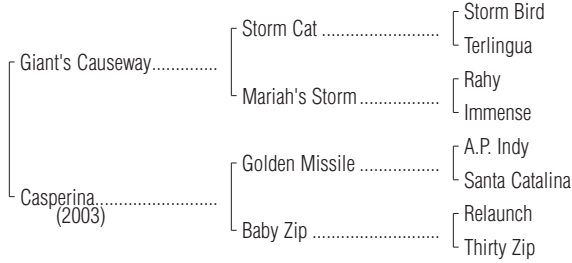 Storm Bird
Storm Cat ........................
Terlingua
Giant's Causeway..............
Rahy
Mariah's Storm .................
Immense
A.P. Indy
Golden Missile .................
Santa Catalina
Casperina..........................
(2003)
Relaunch
Baby Zip ..........................
Thirty Zip